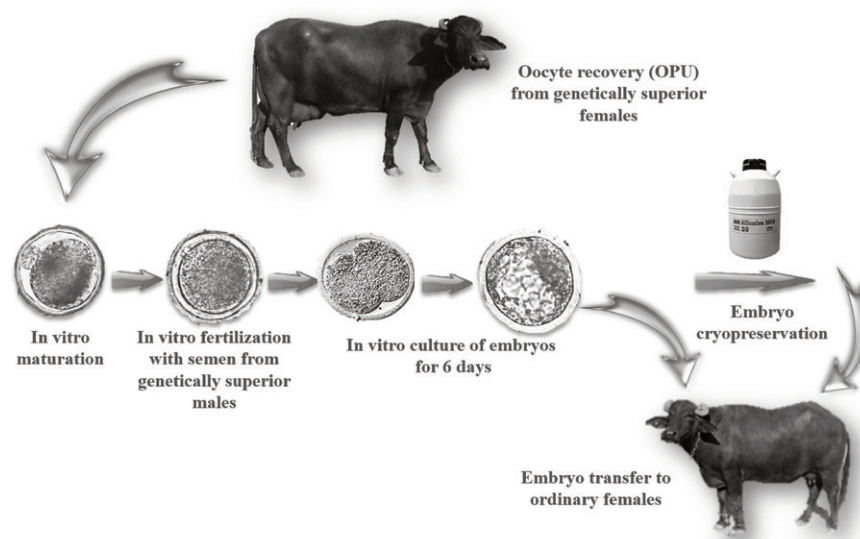 Oocyte recovery (OPU)
from genetically superior
females
In vitro
maturation
In vitro fertilization
with semen from
genetically superior
males
In vitro culture of embryos
for 6 days
Embryo
cryopreservation
Embryo transfer to
ordinary females